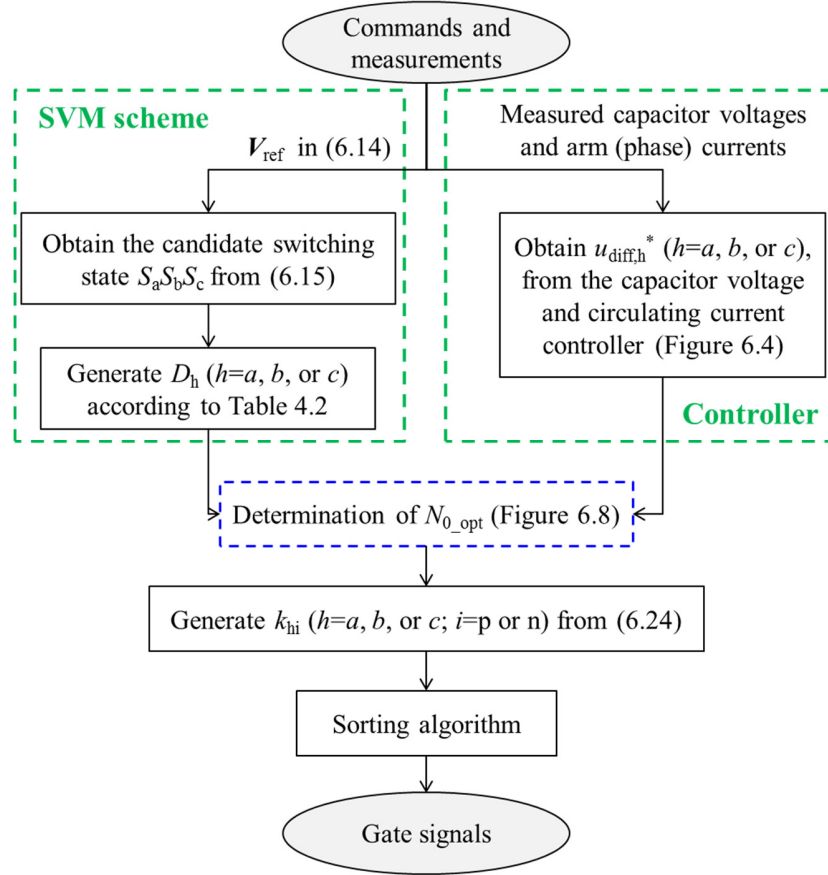 Commands and
measurements
SVM scheme
V_ref in (6.14)
Measured capacitor voltages
and arm (phase) currents
Obtain the candidate switching
state S_aS_bS_c from (6.15)
Generate D_h (h=a, b, or c)
according to Table 4.2
Obtain u_diff,h^* (h=a, b, or c),
from the capacitor voltage
and circulating current
controller (Figure 6.4)
Controller
Determination of N_0_opt (Figure 6.8)
Generate k_hi (h=a, b, or c; i=p or n) from (6.24)
Sorting algorithm
Gate signals